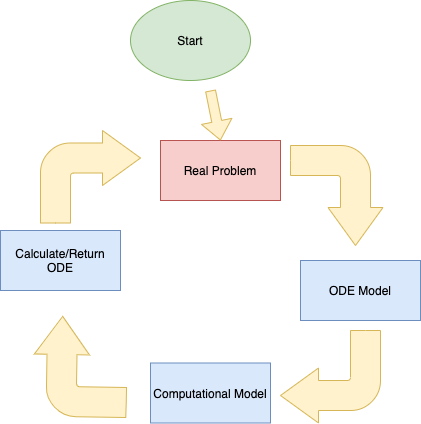 Start
Real Problem
Calculate/Return
ODE
ODE Model
Computational Model